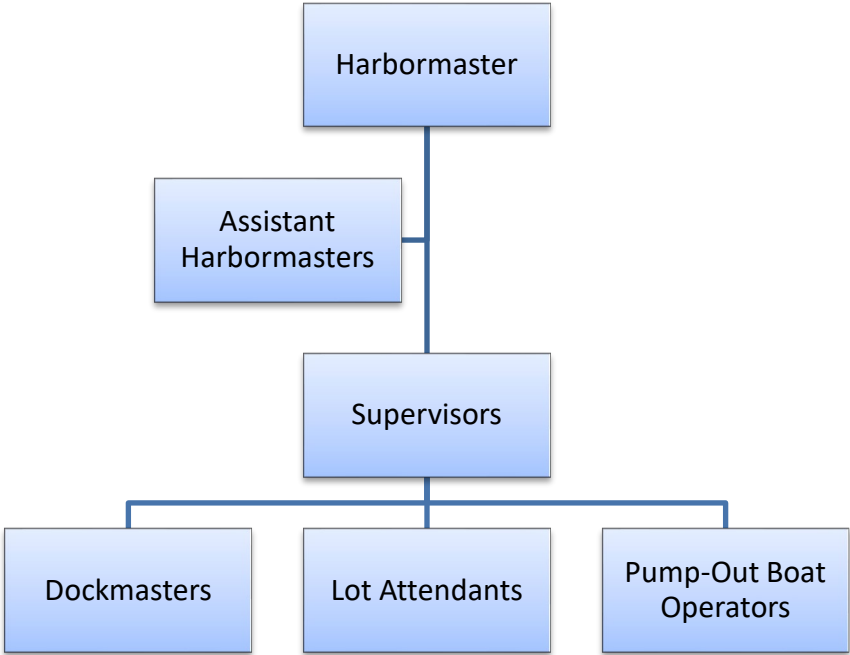 Harbormaster
Assistant
Harbormasters
Supervisors
Dockmasters
Lot Attendants
Pump-Out Boat
Operators